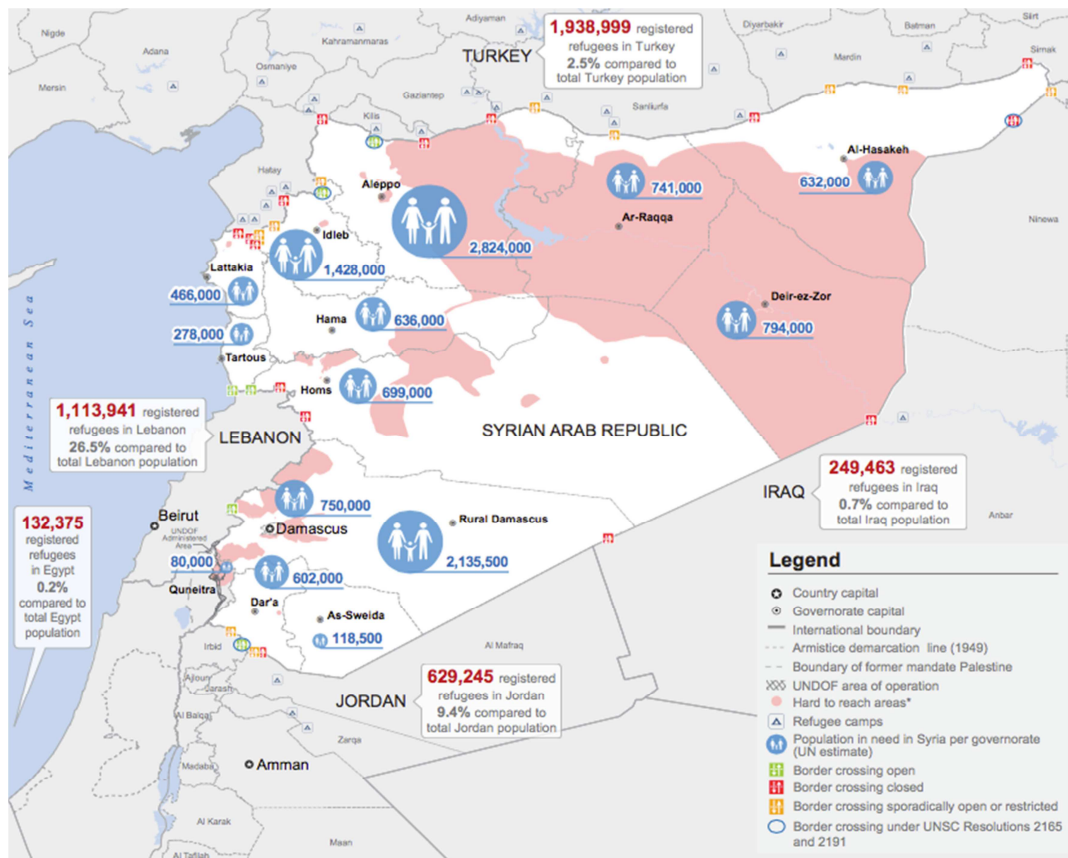 Nigde
Adana
Mersin
Osmaniye
Kahramanmaras
Adiyaman
Gaziantep
Kilis
Hatay
TURKEY
1,938,999 registered
refugees in Turkey
2.5% compared to
total Turkey population
Sanliurfa
Diyarbakir
Mardin
Batman
Siirt
Sirnak
Al-Hasakeh
632,000
741,000
Ar-Raqqa
Ninewa
Aleppo
2,824,000
Idleb
1,428,000
Lattakia
466,000
278,000
Tartous
Hama
636,000
Homs
699,000
Deir-ez-Zor
794,000
Mediterranean Sea
SYRIAN ARAB REPUBLIC
1,113,941 registered
refugees in Lebanon
26.5% compared to
total Lebanon population
LEBANON
249,463 registered
refugees in Iraq
0.7% compared to
total Iraq population
IRAQ
Anbar
132,375
registered
refugees
in Egypt
0.2%
compared to
total Egypt
population
Beirut
UNDOF
Administered
Area
750,000
Damascus
Rural Damascus
2,135,500
80,000
Quneitra
602,000
Dar'a
As-Sweida
118,500
Irbid
Ajloun
Jarash
Al Balqa
Al Mafraq
JORDAN
629,245 registered
refugees in Jordan
9.4% compared to
total Jordan population
Zarqa
Madaba
Amman
Al Karak
Al Tafilah
Maan
Legend
Country capital
Governorate capital
International boundary
Armistice demarcation line (1949)
Boundary of former mandate Palestine
UNDOF area of operation
Hard to reach areas*
Refugee camps
Population in need in Syria per governorate
(UN estimate)
Border crossing open
Border crossing closed
Border crossing sporadically open or restricted
Border crossing under UNSC Resolutions 2165
and 2191